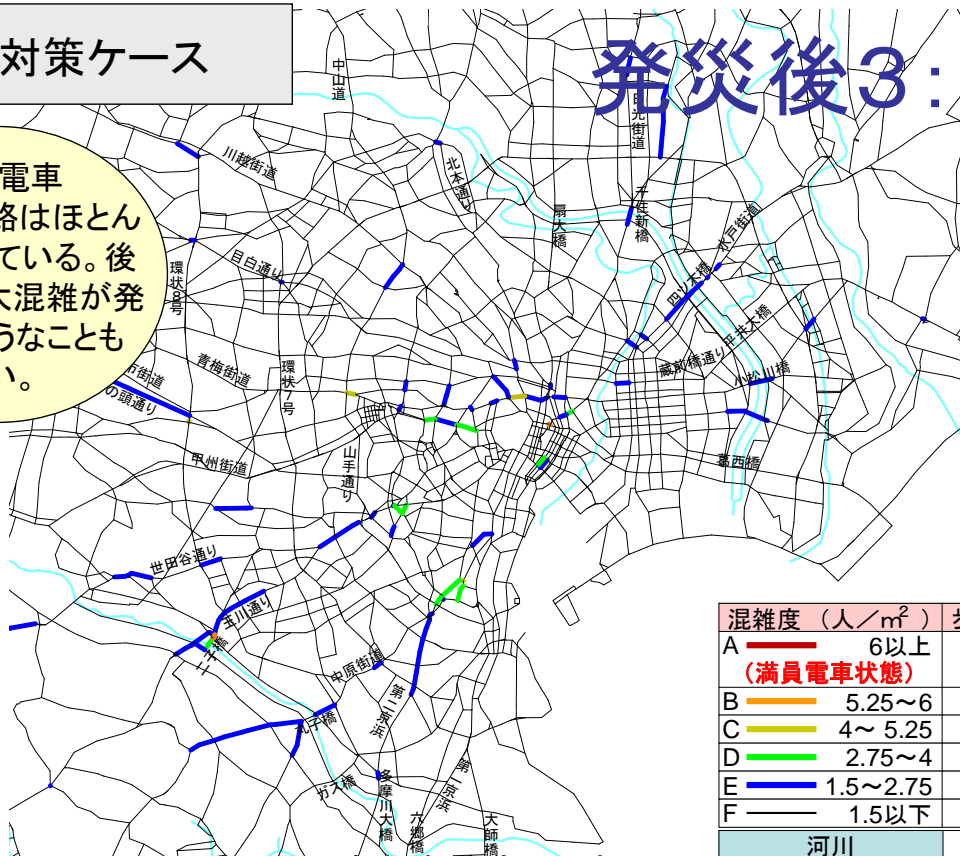 対策ケース
発災後3:
電車
路はほとん
ている。後
大混雑が発
うなことも
い。
中山道
日光街道
川越街道
北本通り
扇大橋
千住新橋
水戸街道
四ツ木橋
平井大橋
環状8号
目白通り
蔵前橋通り
小松川橋
青梅街道
環状7号
市街道
の頭通り
甲州街道
山手通り
葛西橋
世田谷通り
玉川通り
二子橋
中原街道
第二京浜
丸子橋
ガス橋
多摩川大橋
第一京浜
六郷橋
大師橋
混雑度 (人/㎡)
A 6以上
(満員電車状態)
B 5.25~6
C 4~ 5.25
D 2.75~4
E 1.5~2.75
F 1.5以下
河川